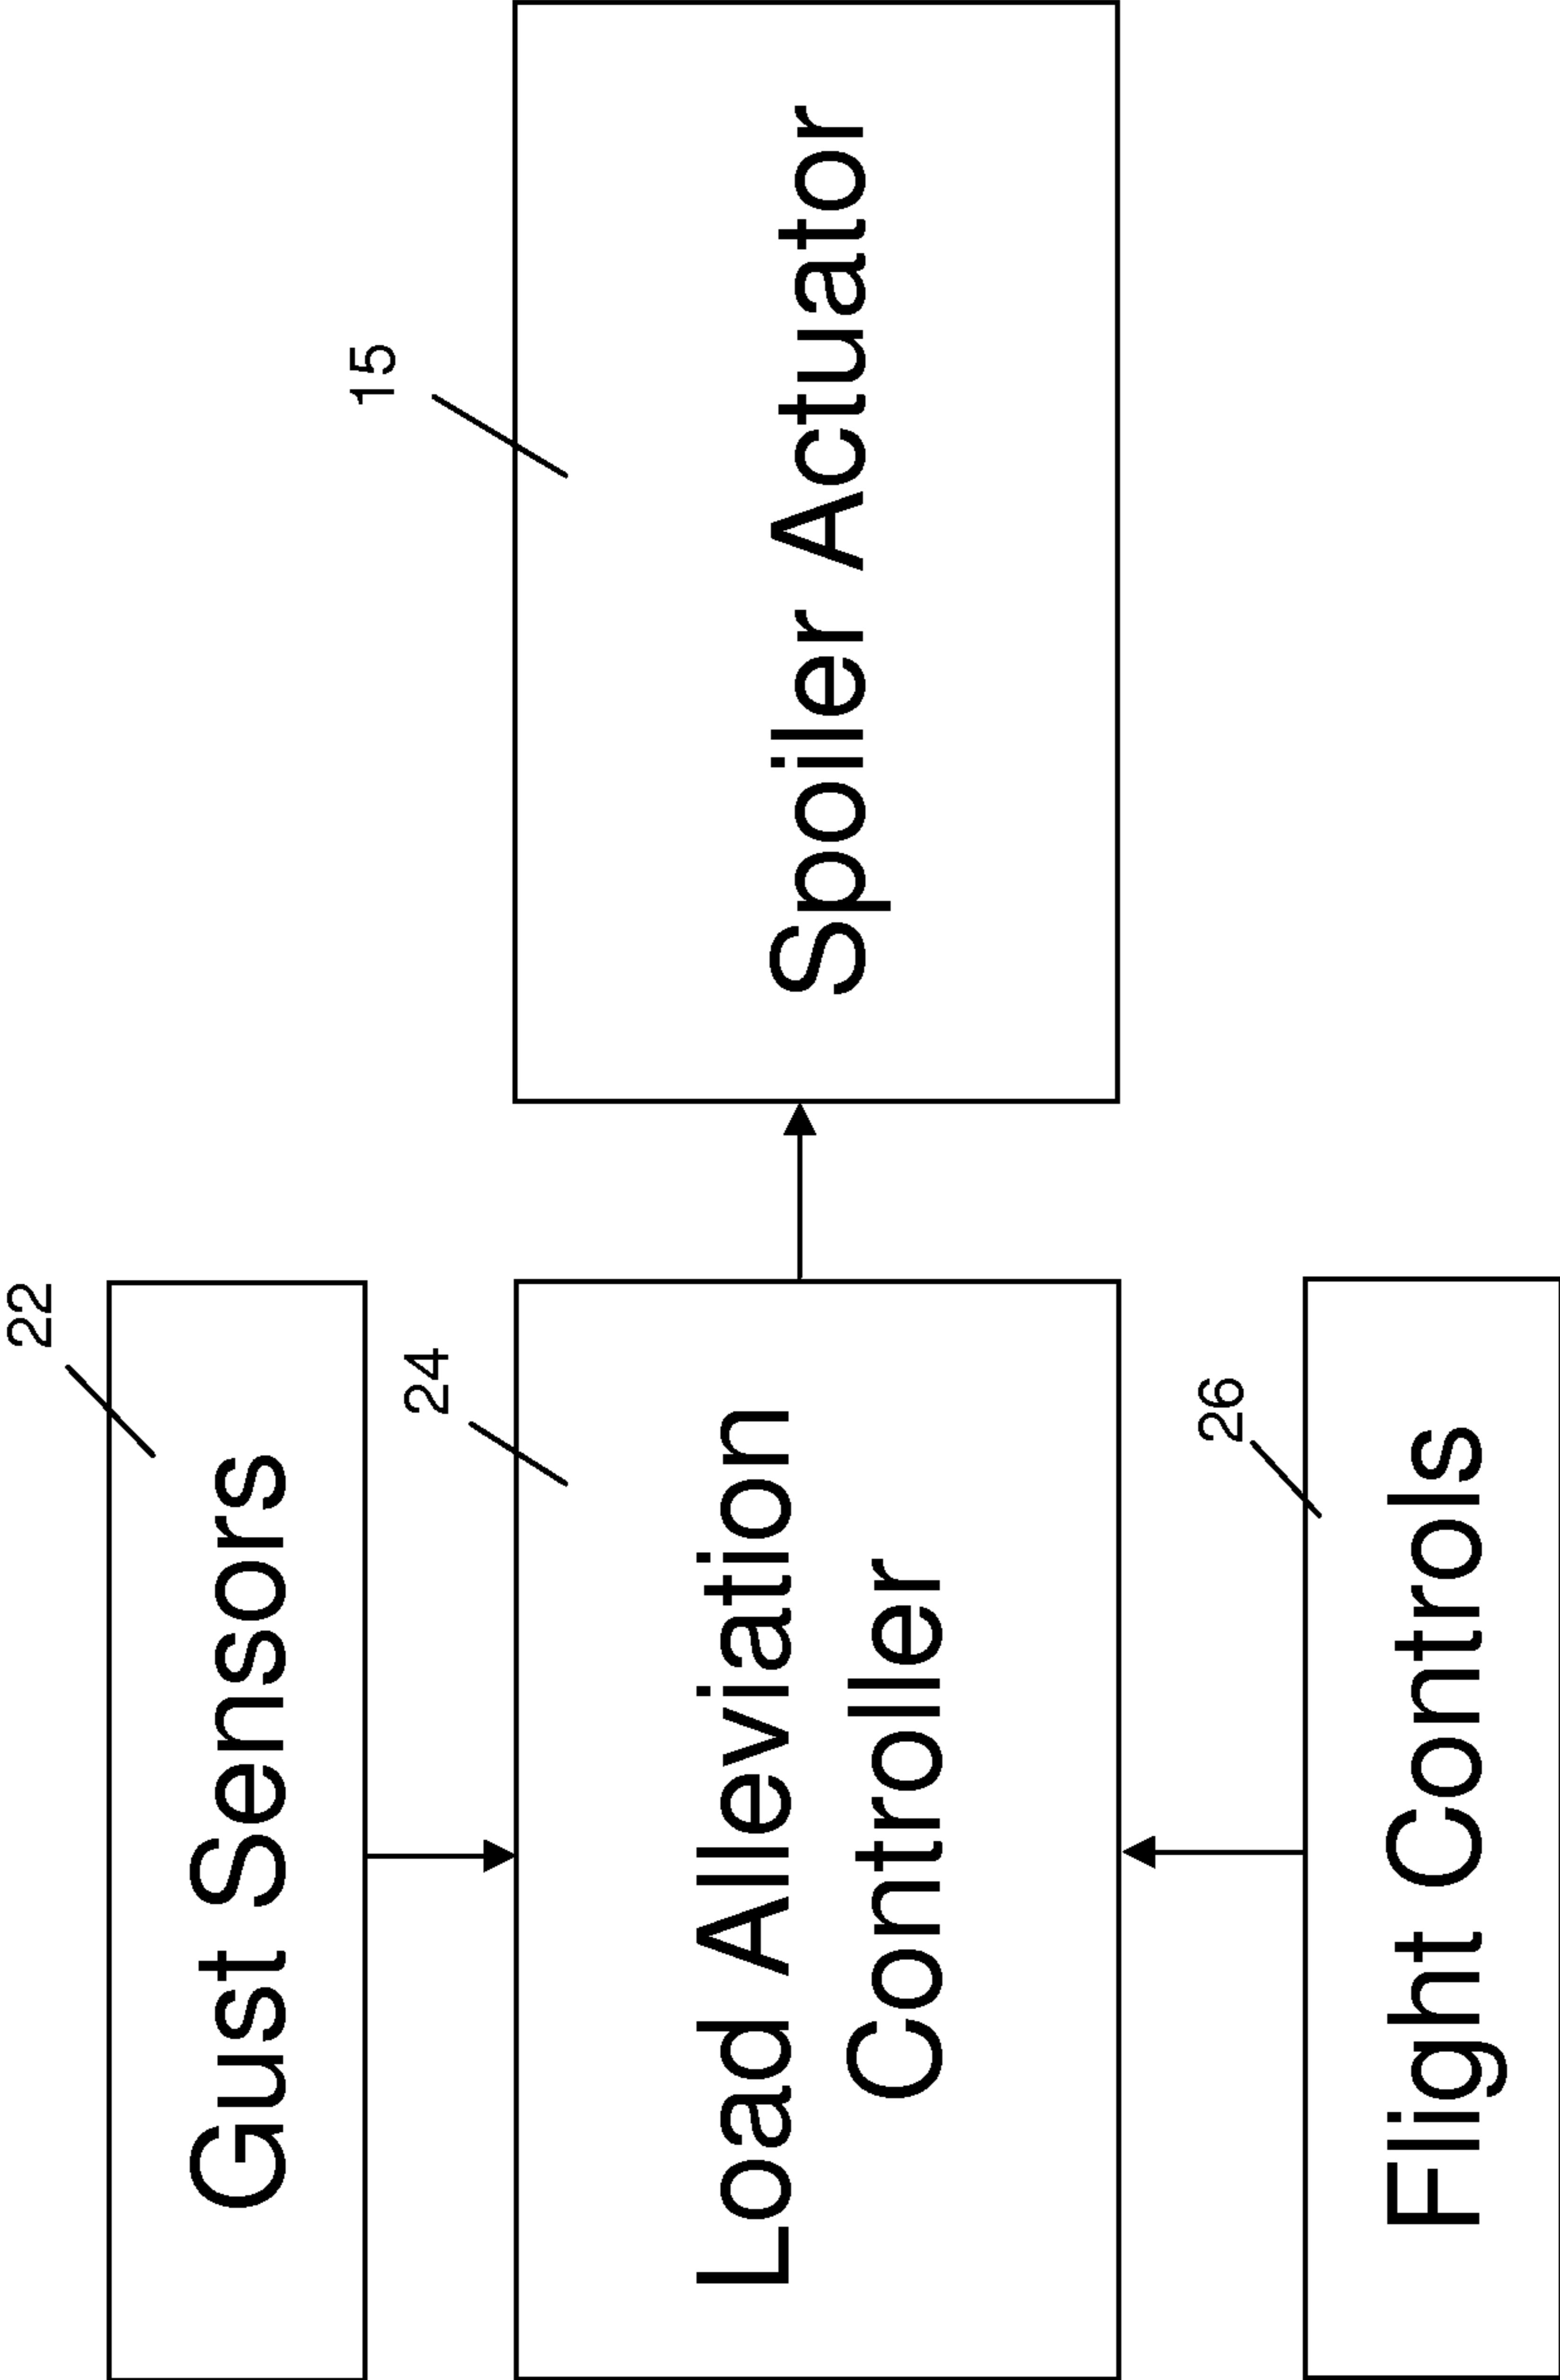 22
Gust Sensors
24
Load Alleviation
Controller
15
Spoiler Actuator
26
Flight Controls